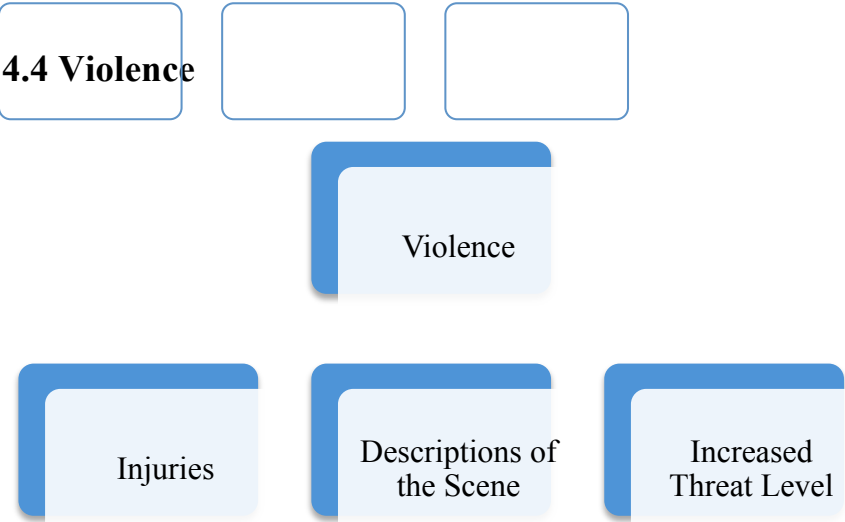 4.4 Violence
Violence
Injuries
Descriptions of
the Scene
Increased
Threat Level